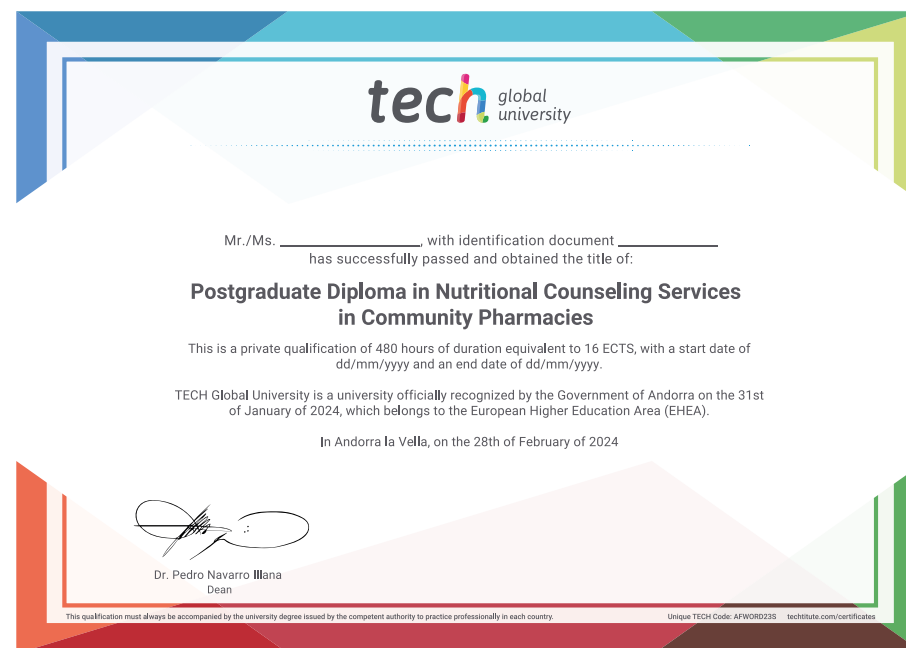 tech global university
Mr./Ms. ____________________, with identification document ______________
has successfully passed and obtained the title of:
Postgraduate Diploma in Nutritional Counseling Services
in Community Pharmacies
This is a private qualification of 480 hours of duration equivalent to 16 ECTS, with a start date of
dd/mm/yyyy and an end date of dd/mm/yyyy.
TECH Global University is a university officially recognized by the Government of Andorra on the 31st
of January of 2024, which belongs to the European Higher Education Area (EHEA).
In Andorra la Vella, on the 28th of February of 2024
Dr. Pedro Navarro Illana
Dean
This qualification must always be accompanied by the university degree issued by the competent authority to practice professionally in each country.
Unique TECH Code: AFWORD23S techtitute.com/certificates